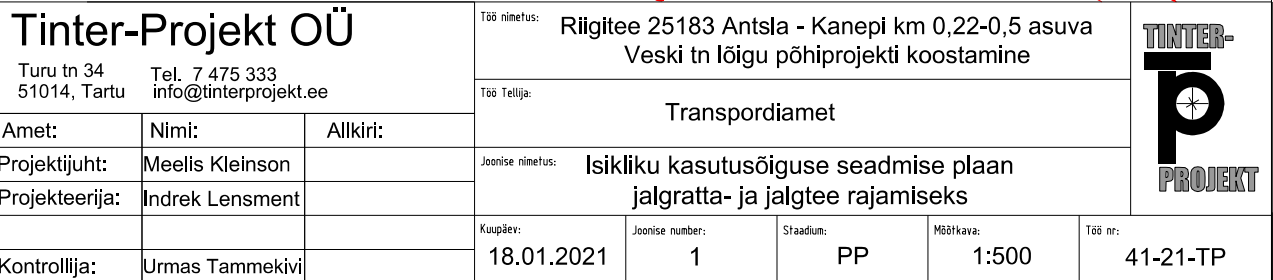 Tinter-Projekt OÜ
Turu tn 34
51014, Tartu
Tel. 7 475 333
info@tinterprojekt.ee
Amet: Nimi: Allkiri:
Projektijuht: Meelis Kleinson
Projekteerija: Indrek Lensment
Kontrollija: Urmas Tammekivi
Töö nimetus:
Riigitee 25183 Antsla - Kanepi km 0,22-0,5 asuva
Veski tn lõigu põhiprojekti koostamine
Töö Tellija:
Transpordiamet
Joonise nimetus:
Isikliku kasutusõiguse seadmise plaan
jalgratta- ja jalgtee rajamiseks
Kuupäev: Joonise number: Staadium: Mõõtkava: Töö nr:
18.01.2021 1 PP 1:500 41-21-TP
TINTER-
TP
PROJEKT